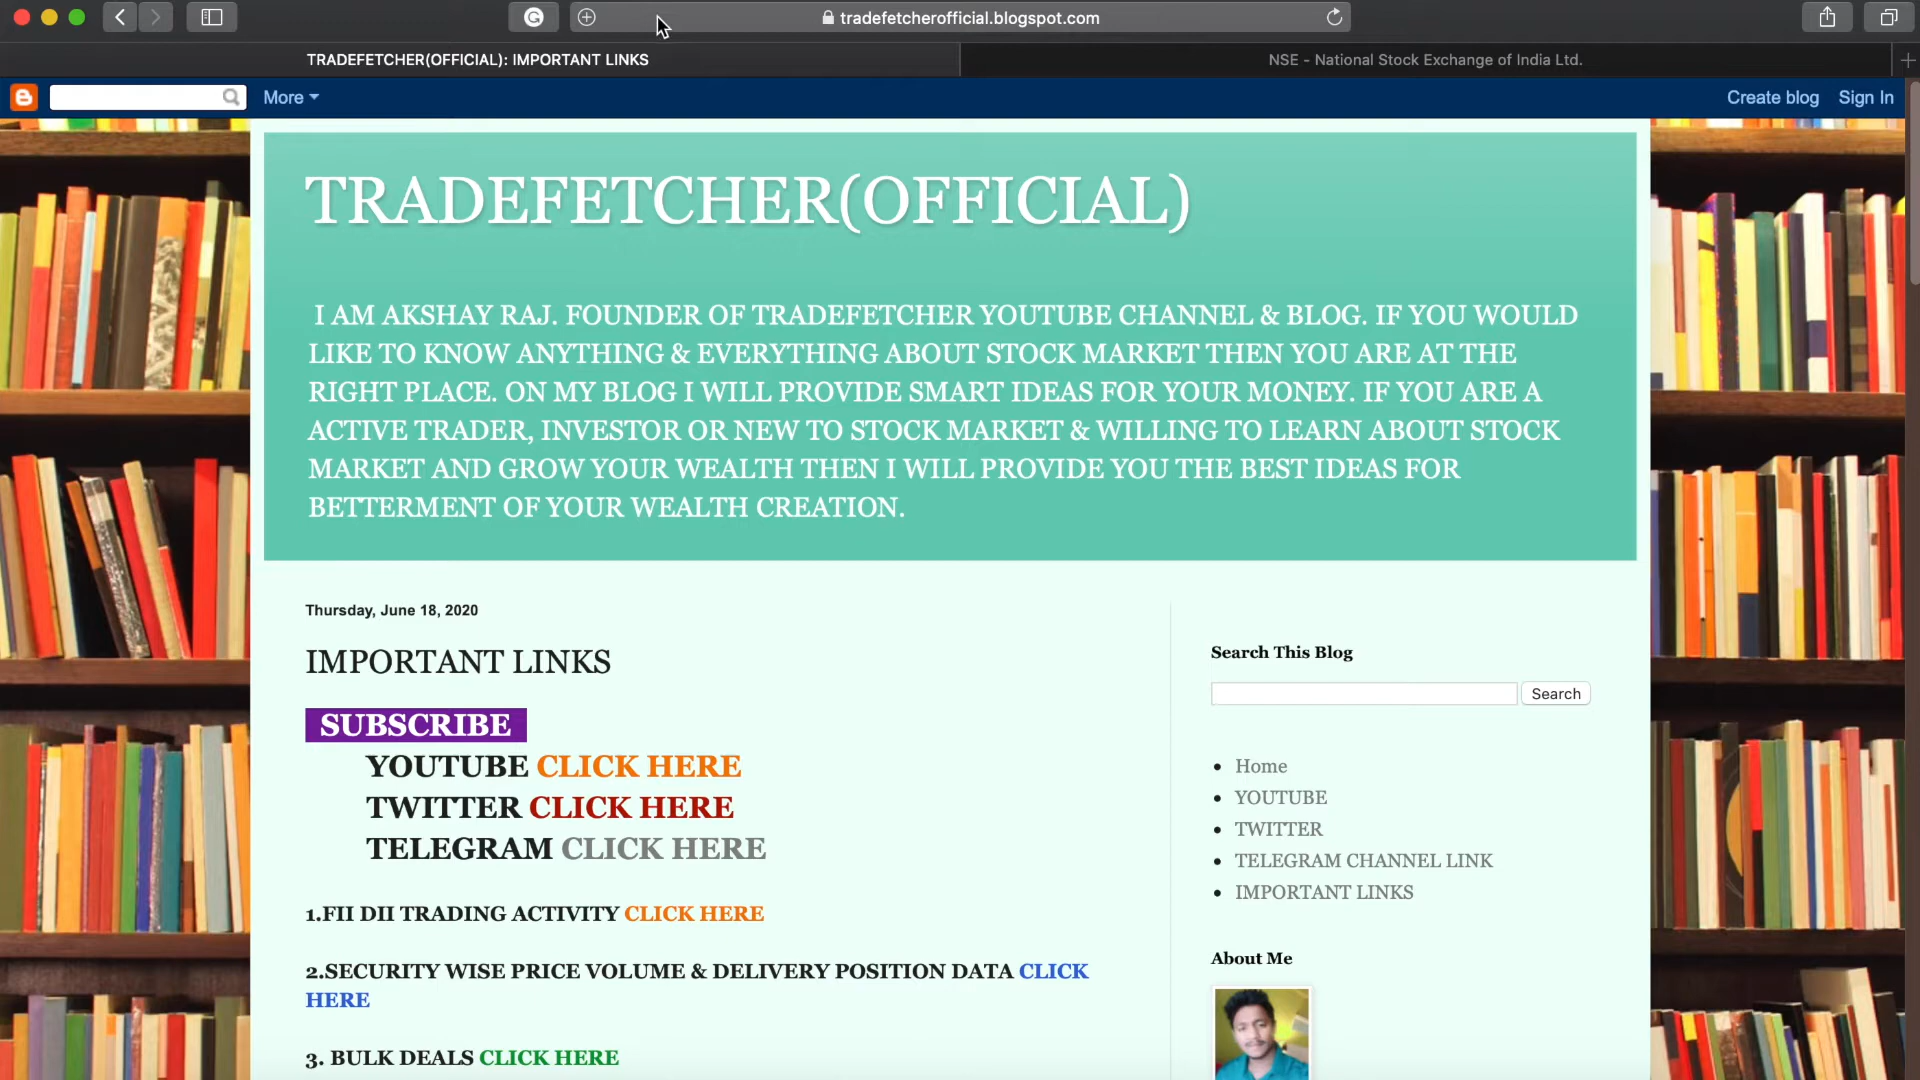 tradefetcherofficial.blogspot.com
TRADEFETCHER(OFFICIAL): IMPORTANT LINKS
NSE - National Stock Exchange of India Ltd.
More
Create blog
Sign In
TRADEFETCHER(OFFICIAL)
I AM AKSHAY RAJ. FOUNDER OF TRADEFETCHER YOUTUBE CHANNEL & BLOG. IF YOU WOULD
LIKE TO KNOW ANYTHING & EVERYTHING ABOUT STOCK MARKET THEN YOU ARE AT THE
RIGHT PLACE. ON MY BLOG I WILL PROVIDE SMART IDEAS FOR YOUR MONEY. IF YOU ARE A
ACTIVE TRADER, INVESTOR OR NEW TO STOCK MARKET & WILLING TO LEARN ABOUT STOCK
MARKET AND GROW YOUR WEALTH THEN I WILL PROVIDE YOU THE BEST IDEAS FOR
BETTERMENT OF YOUR WEALTH CREATION.
Thursday, June 18, 2020
IMPORTANT LINKS
SUBSCRIBE
YOUTUBE CLICK HERE
TWITTER CLICK HERE
TELEGRAM CLICK HERE
1.FII DII TRADING ACTIVITY CLICK HERE
2.SECURITY WISE PRICE VOLUME & DELIVERY POSITION DATA CLICK
HERE
3. BULK DEALS CLICK HERE
Search This Blog
Search
Home
YOUTUBE
TWITTER
TELEGRAM CHANNEL LINK
IMPORTANT LINKS
About Me